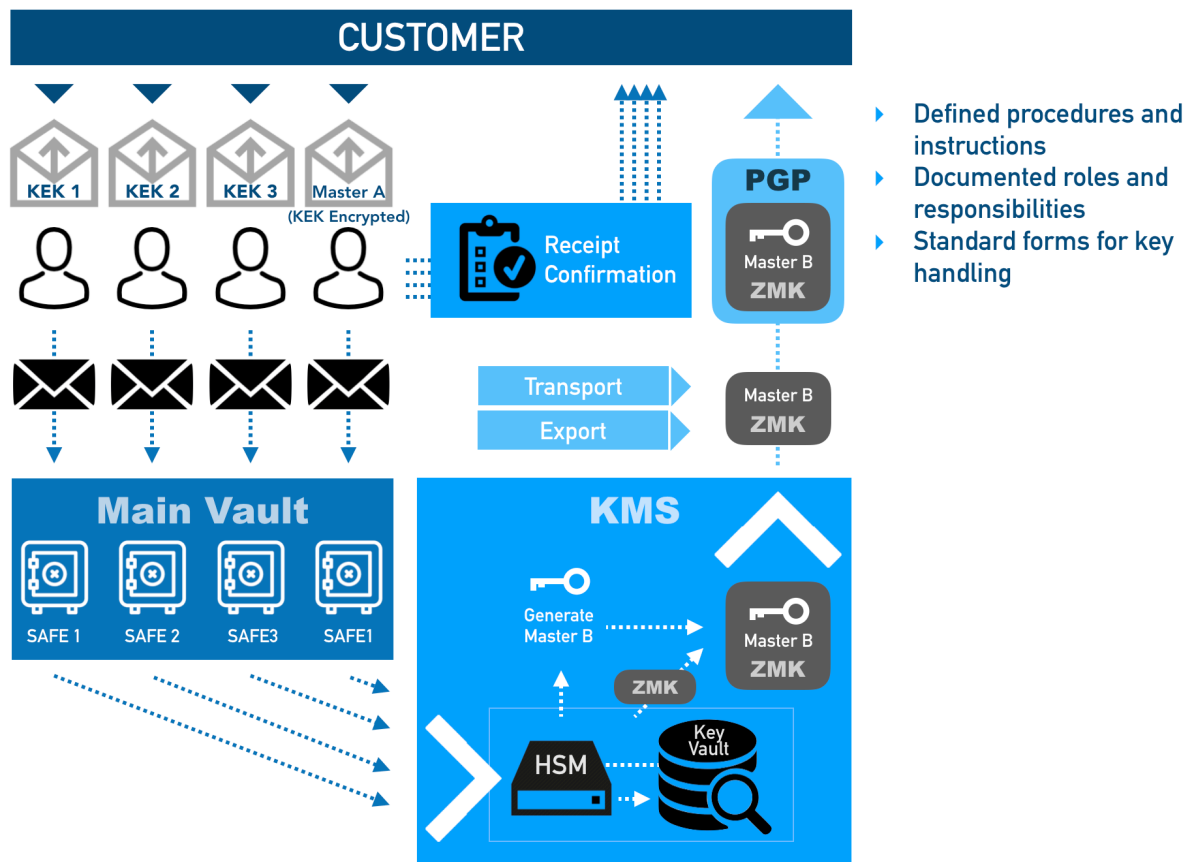 CUSTOMER
KEK 1
KEK 2
KEK 3
Master A
(KEK Encrypted)
Receipt
Confirmation
PGP
Master B
ZMK
Defined procedures and
instructions
Documented roles and
responsibilities
Standard forms for key
handling
Transport
Export
Master B
ZMK
Main Vault
SAFE 1
SAFE 2
SAFE3
SAFE1
KMS
Generate
Master B
Master B
ZMK
ZMK
HSM
Key
Vault